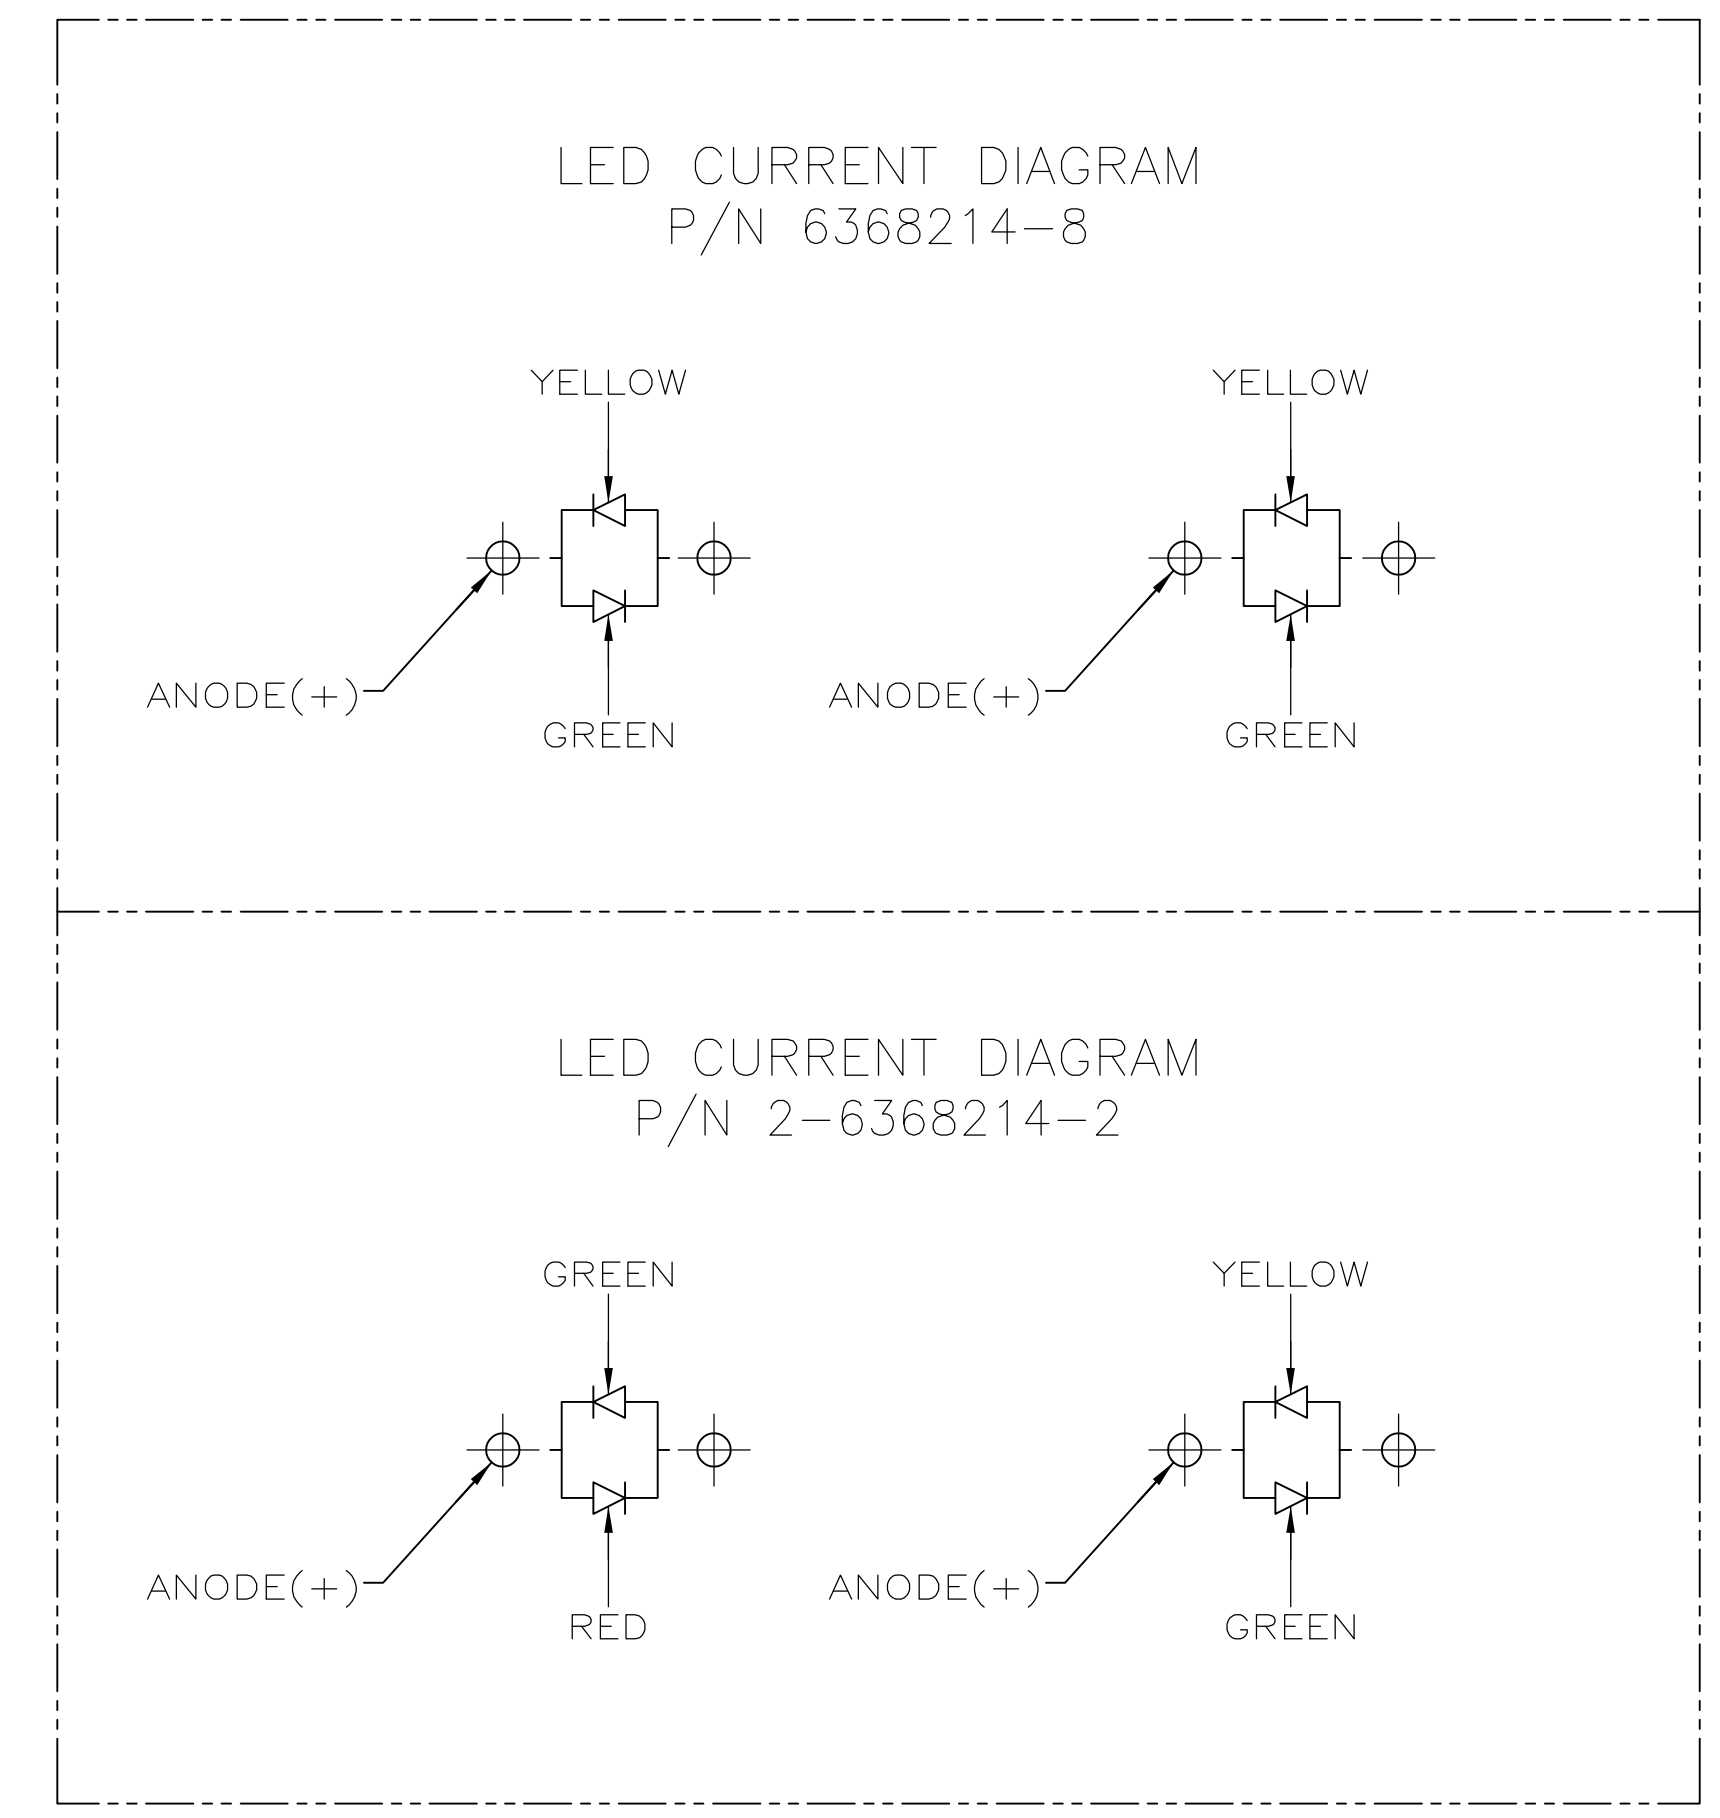 LED CURRENT DIAGRAM
P/N 6368214-8
YELLOW
YELLOW
ANODE(+)
ANODE(+)
GREEN
GREEN
LED CURRENT DIAGRAM
P/N 2-6368214-2
GREEN
YELLOW
ANODE(+)
ANODE(+)
RED
GREEN